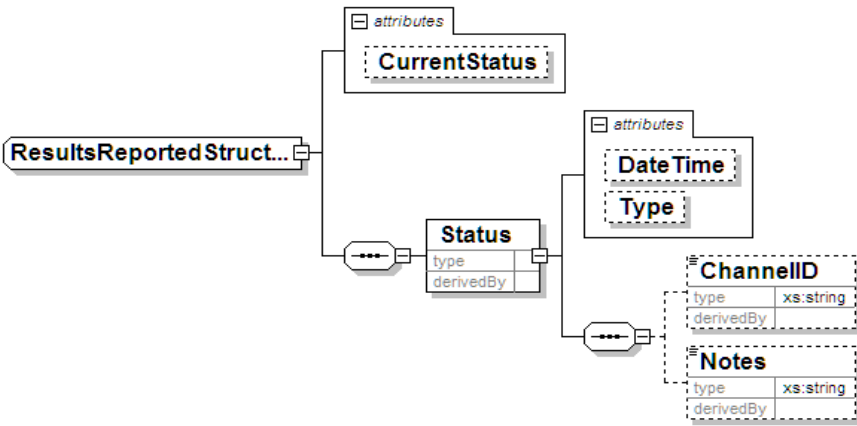 attributes
CurrentStatus
ResultsReportedStruct...
attributes
DateTime
Type
Status
type
derivedBy
ChannelID
type xs:string
derivedBy
Notes
type xs:string
derivedBy